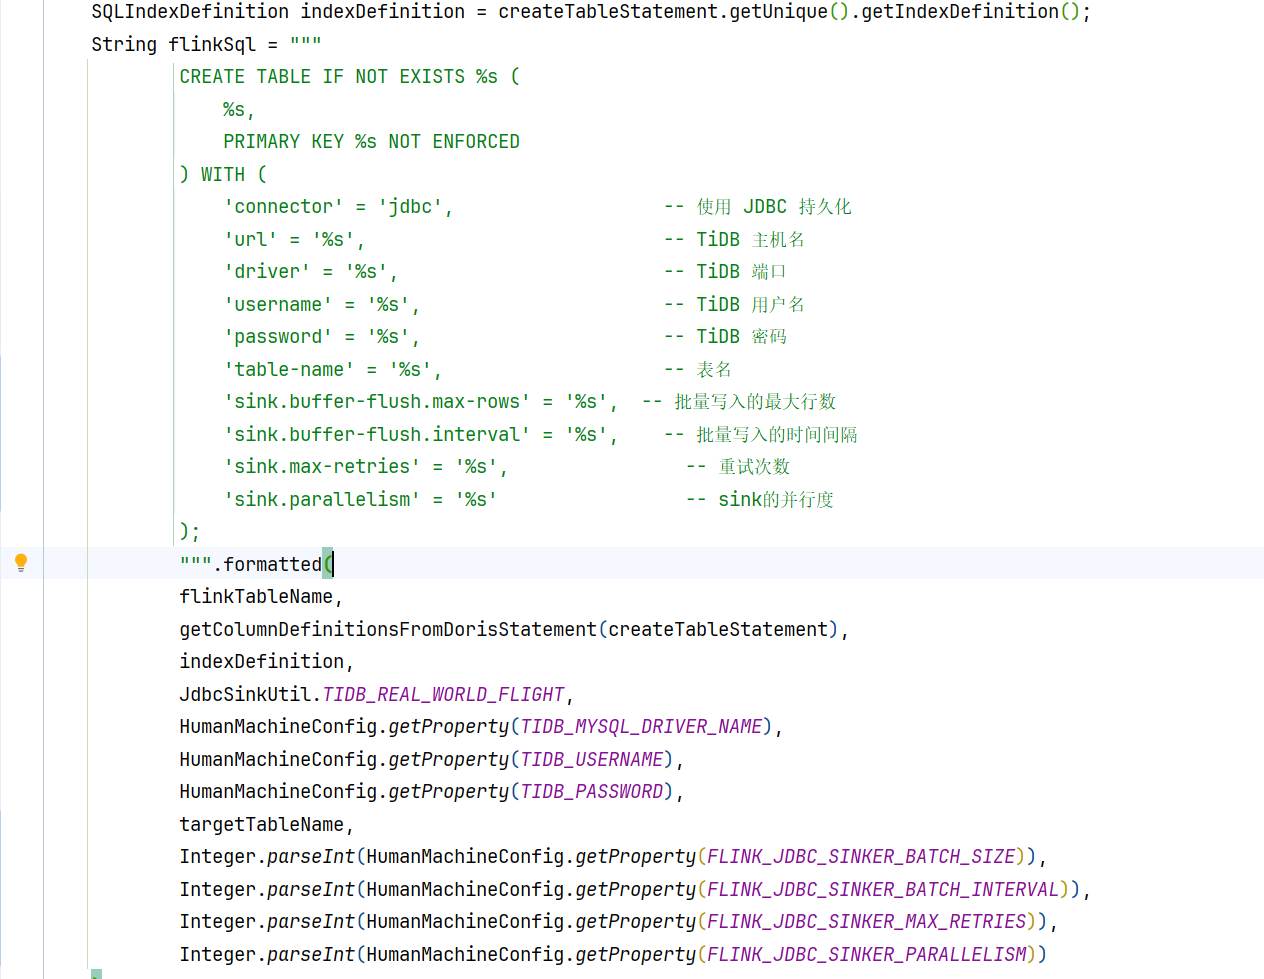 SQLIndexDefinition indexDefinition = createTableStatement.getUnique().getIndexDefinition();
String flinkSql = """
CREATE TABLE IF NOT EXISTS %s (
%s,
PRIMARY KEY %s NOT ENFORCED
) WITH (
'connector' = 'jdbc', -- 使用 JDBC 持久化
'url' = '%s', -- TiDB 主机名
'driver' = '%s', -- TiDB 端口
'username' = '%s', -- TiDB 用户名
'password' = '%s', -- TiDB 密码
'table-name' = '%s', -- 表名
'sink.buffer-flush.max-rows' = '%s', -- 批量写入的最大行数
'sink.buffer-flush.interval' = '%s', -- 批量写入的时间间隔
'sink.max-retries' = '%s', -- 重试次数
'sink.parallelism' = '%s' -- sink的并行度
);
""".formatted(
flinkTableName,
getColumnDefinitionsFromDorisStatement(createTableStatement),
indexDefinition,
JdbcSinkUtil.TIDB_REAL_WORLD_FLIGHT,
HumanMachineConfig.getProperty(TIDB_MYSQL_DRIVER_NAME),
HumanMachineConfig.getProperty(TIDB_USERNAME),
HumanMachineConfig.getProperty(TIDB_PASSWORD),
targetTableName,
Integer.parseInt(HumanMachineConfig.getProperty(FLINK_JDBC_SINKER_BATCH_SIZE)),
Integer.parseInt(HumanMachineConfig.getProperty(FLINK_JDBC_SINKER_BATCH_INTERVAL)),
Integer.parseInt(HumanMachineConfig.getProperty(FLINK_JDBC_SINKER_MAX_RETRIES)),
Integer.parseInt(HumanMachineConfig.getProperty(FLINK_JDBC_SINKER_PARALLELISM))